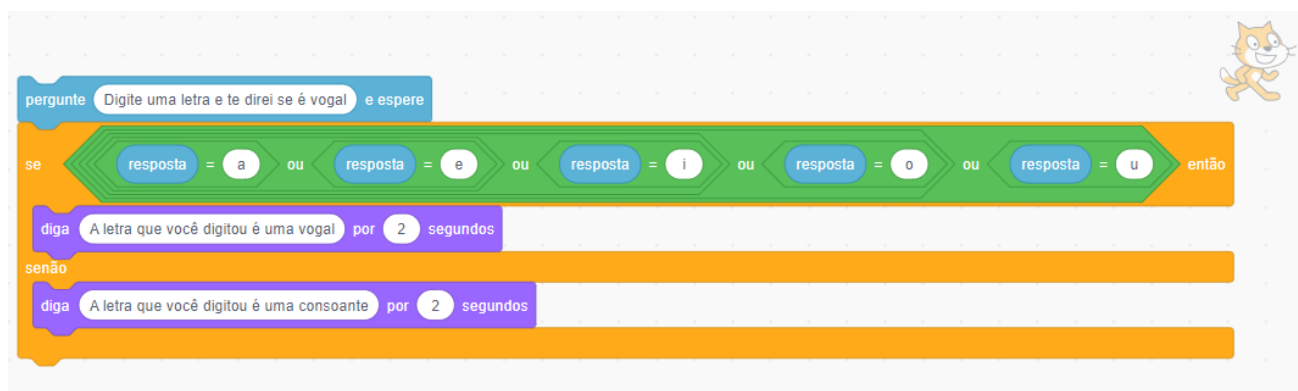 pergunte Digite uma letra e te direi se é vogal e espere
se resposta = a ou resposta = e ou resposta = i ou resposta = o ou resposta = u então
diga A letra que você digitou é uma vogal por 2 segundos
senão
diga A letra que você digitou é uma consoante por 2 segundos